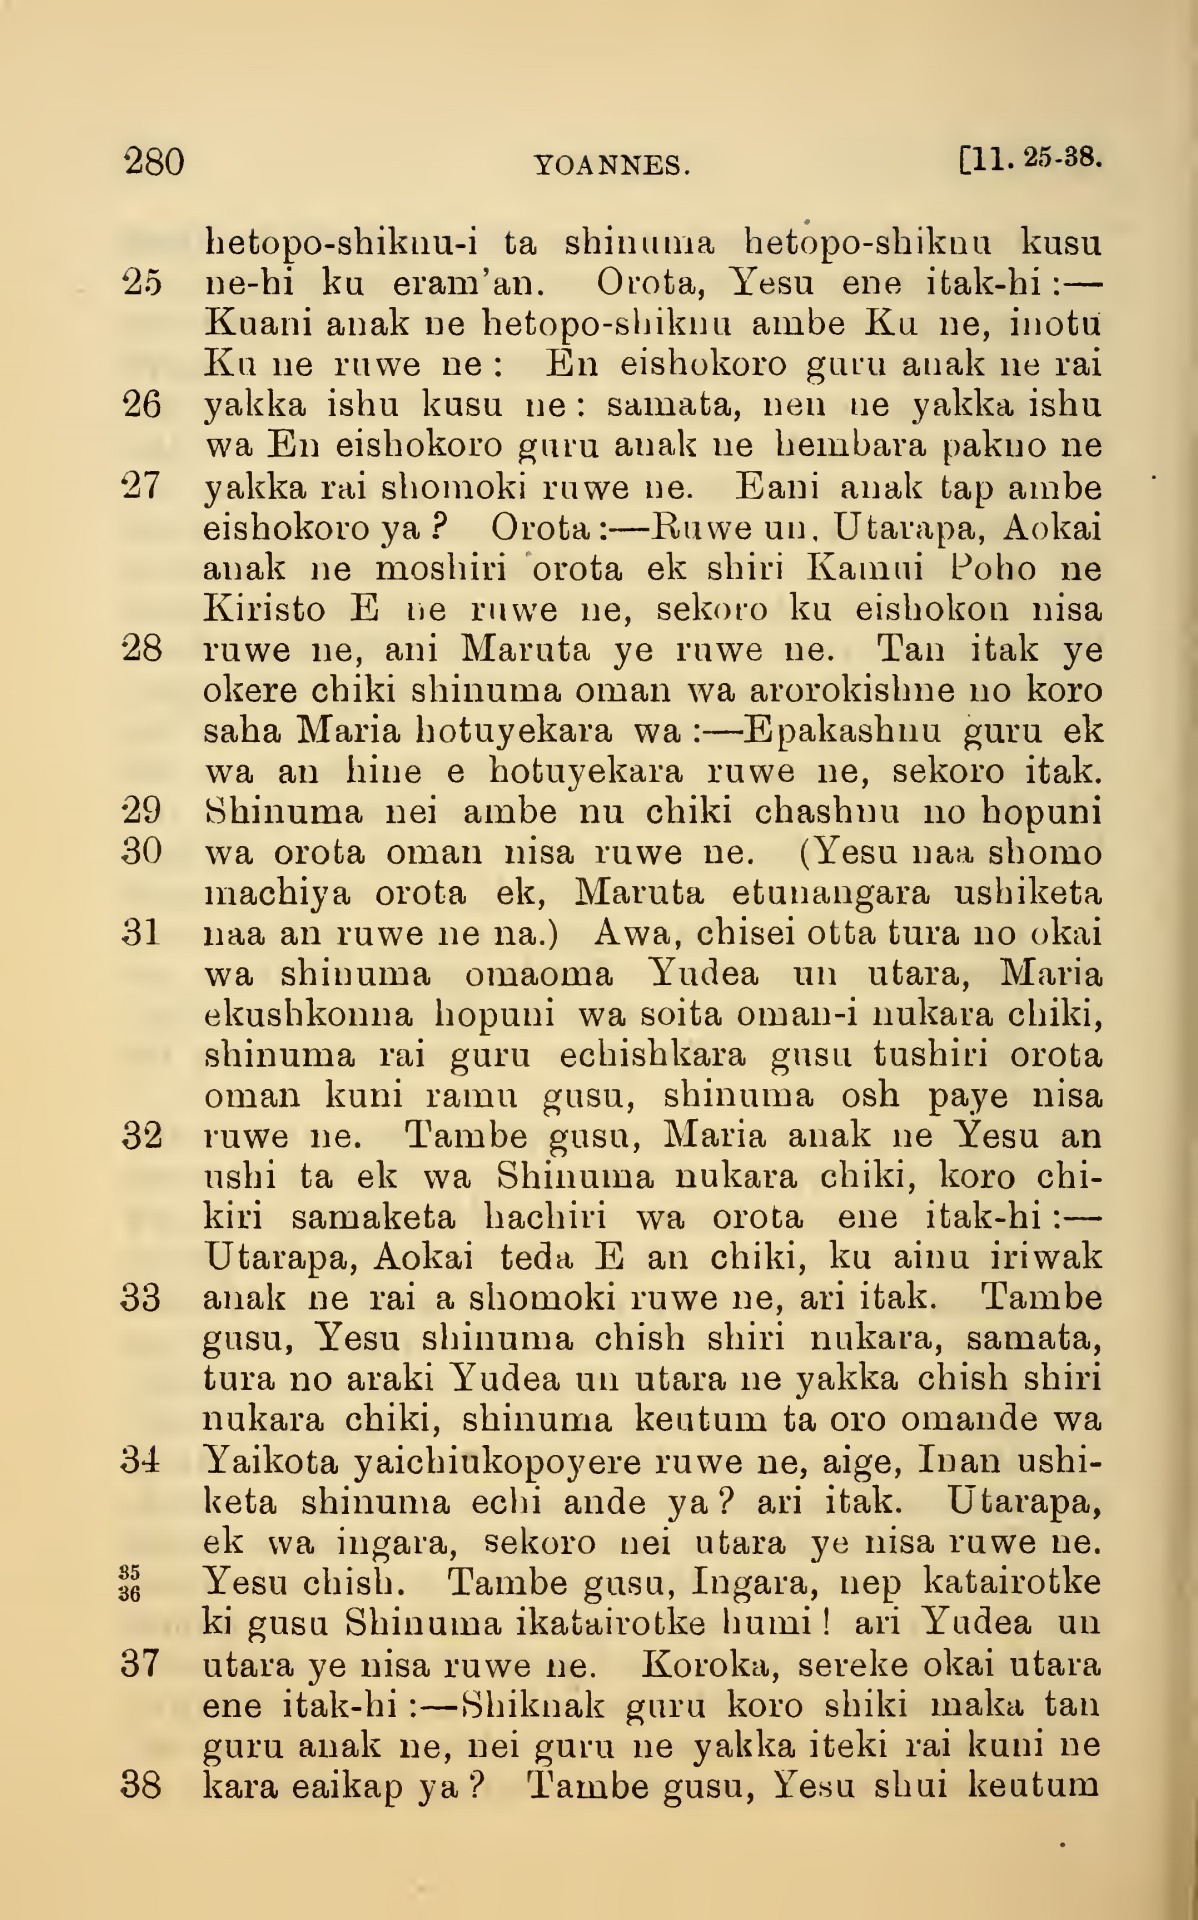 280 YOANNES. [11. 25-38.
hetopo-shiknu-i ta shinuma hetopo-shiknu kusu
25 ne-hi ku eram'an. Orota, Yesu ene itak-hi :—
Kuani anak ne hetopo-shiknu ambe Ku ne, inotu
Ku ne ruwe ne : En eishokoro guru anak ne rai
26 yakka ishu kusu ne : samata, nen ne yakka ishu
wa En eishokoro guru anak ne hembara pakno ne
27 yakka rai shomoki ruwe ne. Eani anak tap ambe
eishokoro ya ? Orota :—Ruwe un, Utarapa, Aokai
anak ne moshiri orota ek shiri Kamui Poho ne
Kiristo E ne ruwe ne, sekoro ku eishokon nisa
28 ruwe ne, ani Maruta ye ruwe ne. Tan itak ye
okere chiki shinuma oman wa arorokishne no koro
saha Maria hotuyekara wa :—Epakashnu guru ek
wa an hine e hotuyekara ruwe ne, sekoro itak.
29 Shinuma nei ambe nu chiki chashnu no hopuni
30 wa orota oman nisa ruwe ne. (Yesu naa shomo
machiya orota ek, Maruta etunangara ushiketa
31 naa an ruwe ne na.) Awa, chisei otta tura no okai
wa shinuma omaoma Yudea un utara, Maria
ekushkonna hopuni wa soita oman-i nukara chiki,
shinuma rai guru echishkara gusu tushiri orota
oman kuni ramu gusu, shinuma osh paye nisa
32 ruwe ne. Tambe gusu, Maria anak ne Yesu an
ushi ta ek wa Shinuma nukara chiki, koro chi-
kiri samaketa hachiri wa orota ene itak-hi :—
Utarapa, Aokai teda E an chiki, ku ainu iriwak
33 anak ne rai a shomoki ruwe ne, ari itak. Tambe
gusu, Yesu shinuma chish shiri nukara, samata,
tura no araki Yudea un utara ne yakka chish shiri
nukara chiki, shinuma keutum ta oro omande wa
34 Yaikota yaichiukopoyere ruwe ne, aige, Inan ushi-
keta shinuma echi ande ya ? ari itak. Utarapa,
ek wa ingara, sekoro nei utara ye nisa ruwe ne.
35
36 Yesu chish. Tambe gusu, Ingara, nep katairotke
ki gusu Shinuma ikatairotke humi ! ari Yudea un
37 utara ye nisa ruwe ne. Koroka, sereke okai utara
ene itak-hi :—Shiknak guru koro shiki maka tan
guru anak ne, nei guru ne yakka iteki rai kuni ne
38 kara eaikap ya ? Tambe gusu, Yesu shui keutum